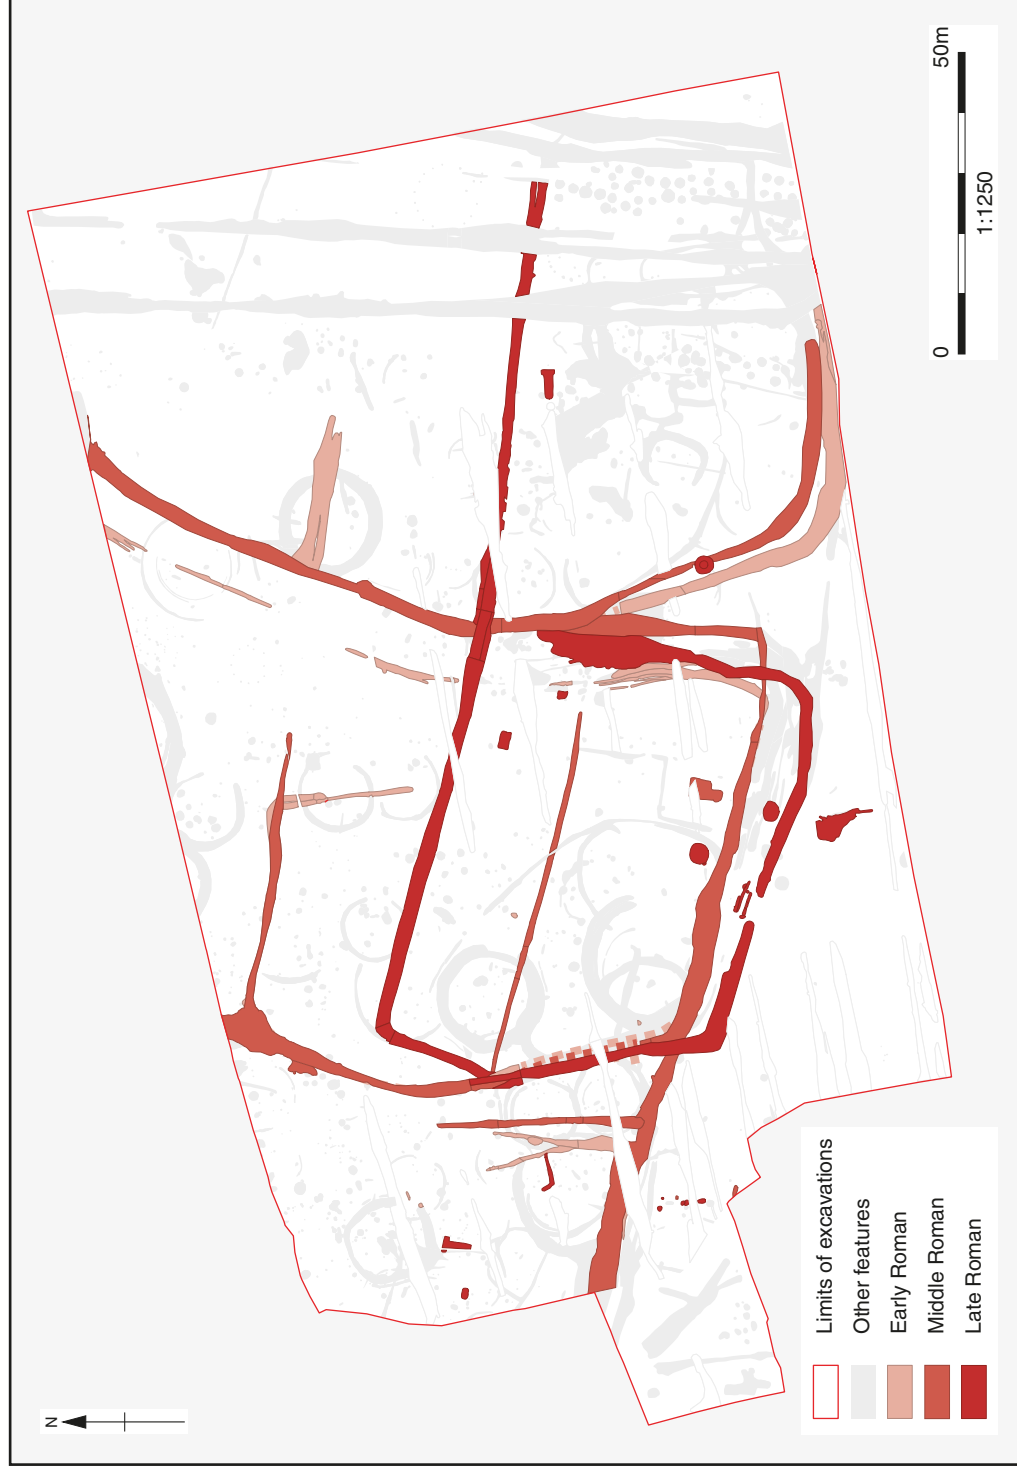 N
Limits of excavations
Other features
Early Roman
Middle Roman
Late Roman
0 50m
1:1250